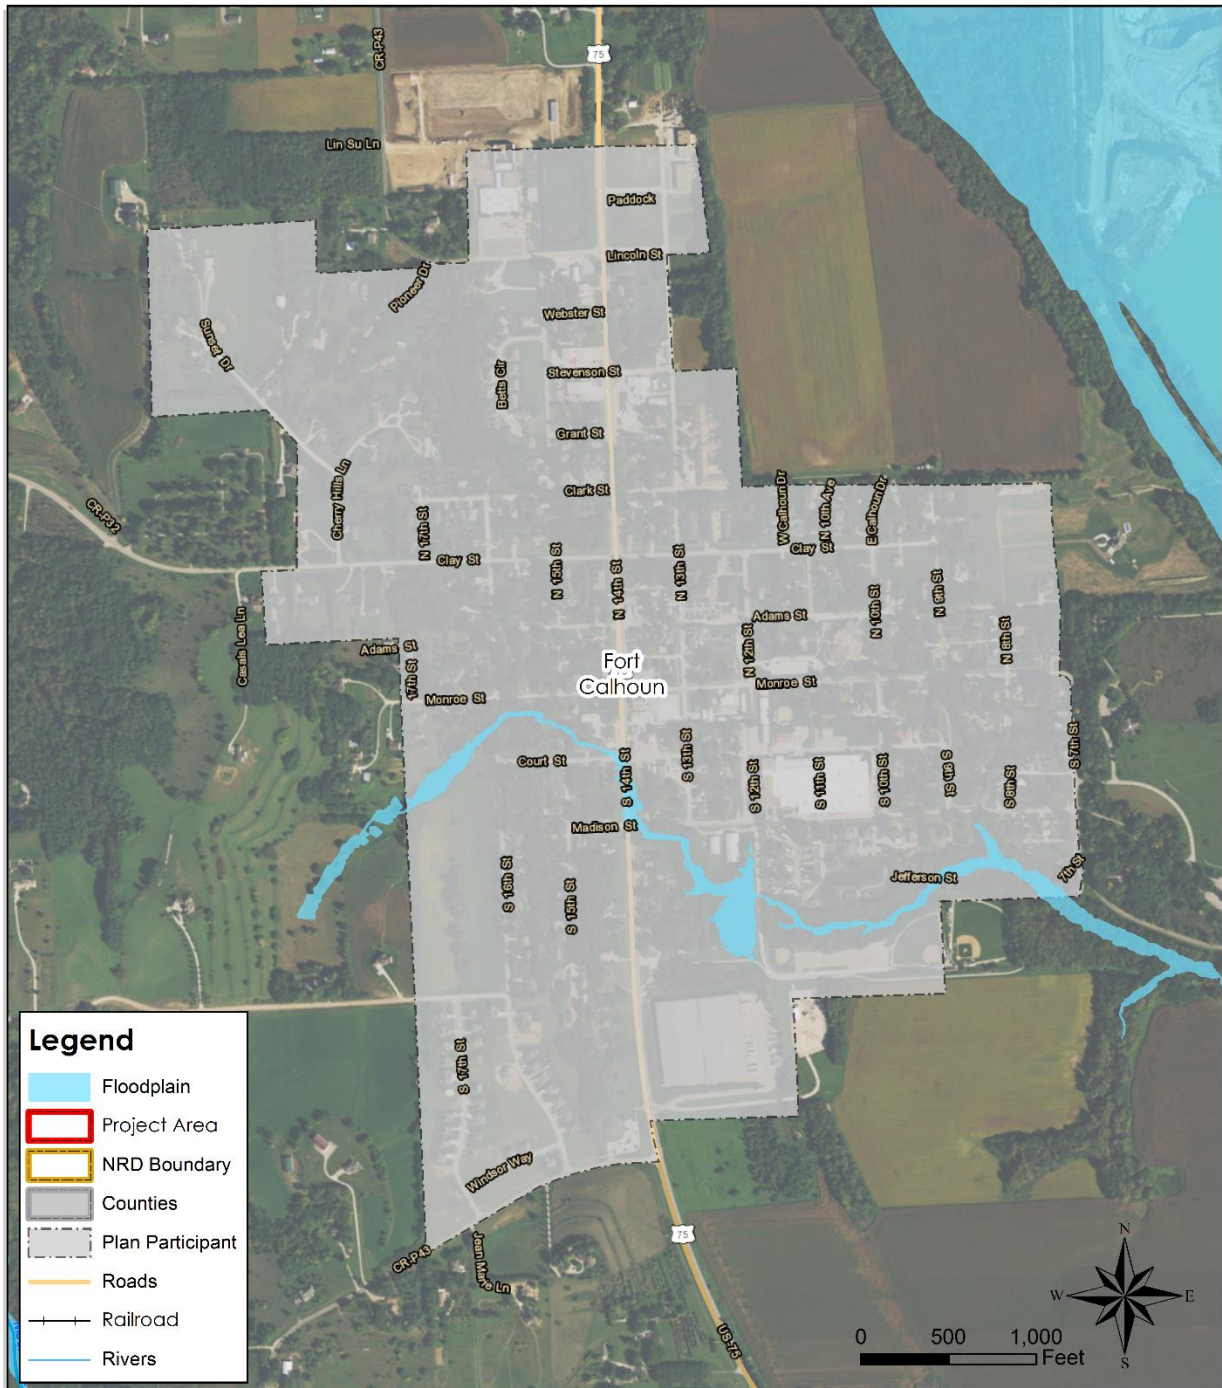 CR-P43
75
Lin Su Ln
Paddock
Lincoln St
Pioneer Dr
Webster St
Sunset Dr
Stevenson St
Betts Cir
Grant St
Cherry Hills Ln
Clark St
W Calhoun Dr
N 10th Ave
E Calhoun Dr
CR-P32
N 17th St
Clay St
Clay St
N 15th St
N 14th St
N 13th St
N 10th St
N 9th St
Adams St
N 8th St
N 12th St
Casals Lea Ln
Adams St
17th St
Fort
Calhoun
Monroe St
Monroe St
S 7th St
Court St
S 14th St
S 13th St
S 12th St
S 11th St
S 10th St
S 9th St
S 8th St
Madison St
S 16th St
S 15th St
Jefferson St
7th St
S 17th St
Windsor Way
CR-P43
Jean Marie Ln
75
US-75
Legend
Floodplain
Project Area
NRD Boundary
Counties
Plan Participant
Roads
Railroad
Rivers
N
W
E
S
0 500 1,000
Feet